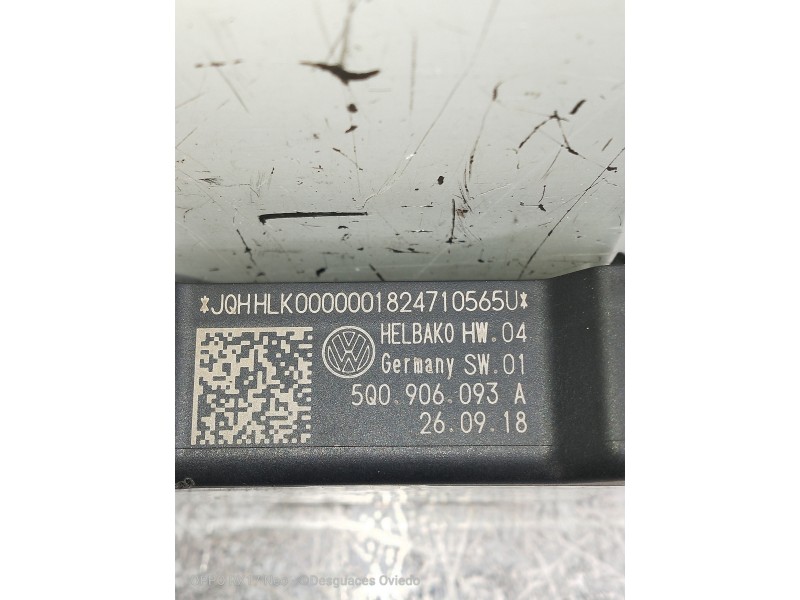 *JQHHLK0000001824710565U*
HELBAKO HW.04
Germany SW.01
5Q0.906.093 A
26.09.18
©Desguaces Oviedo